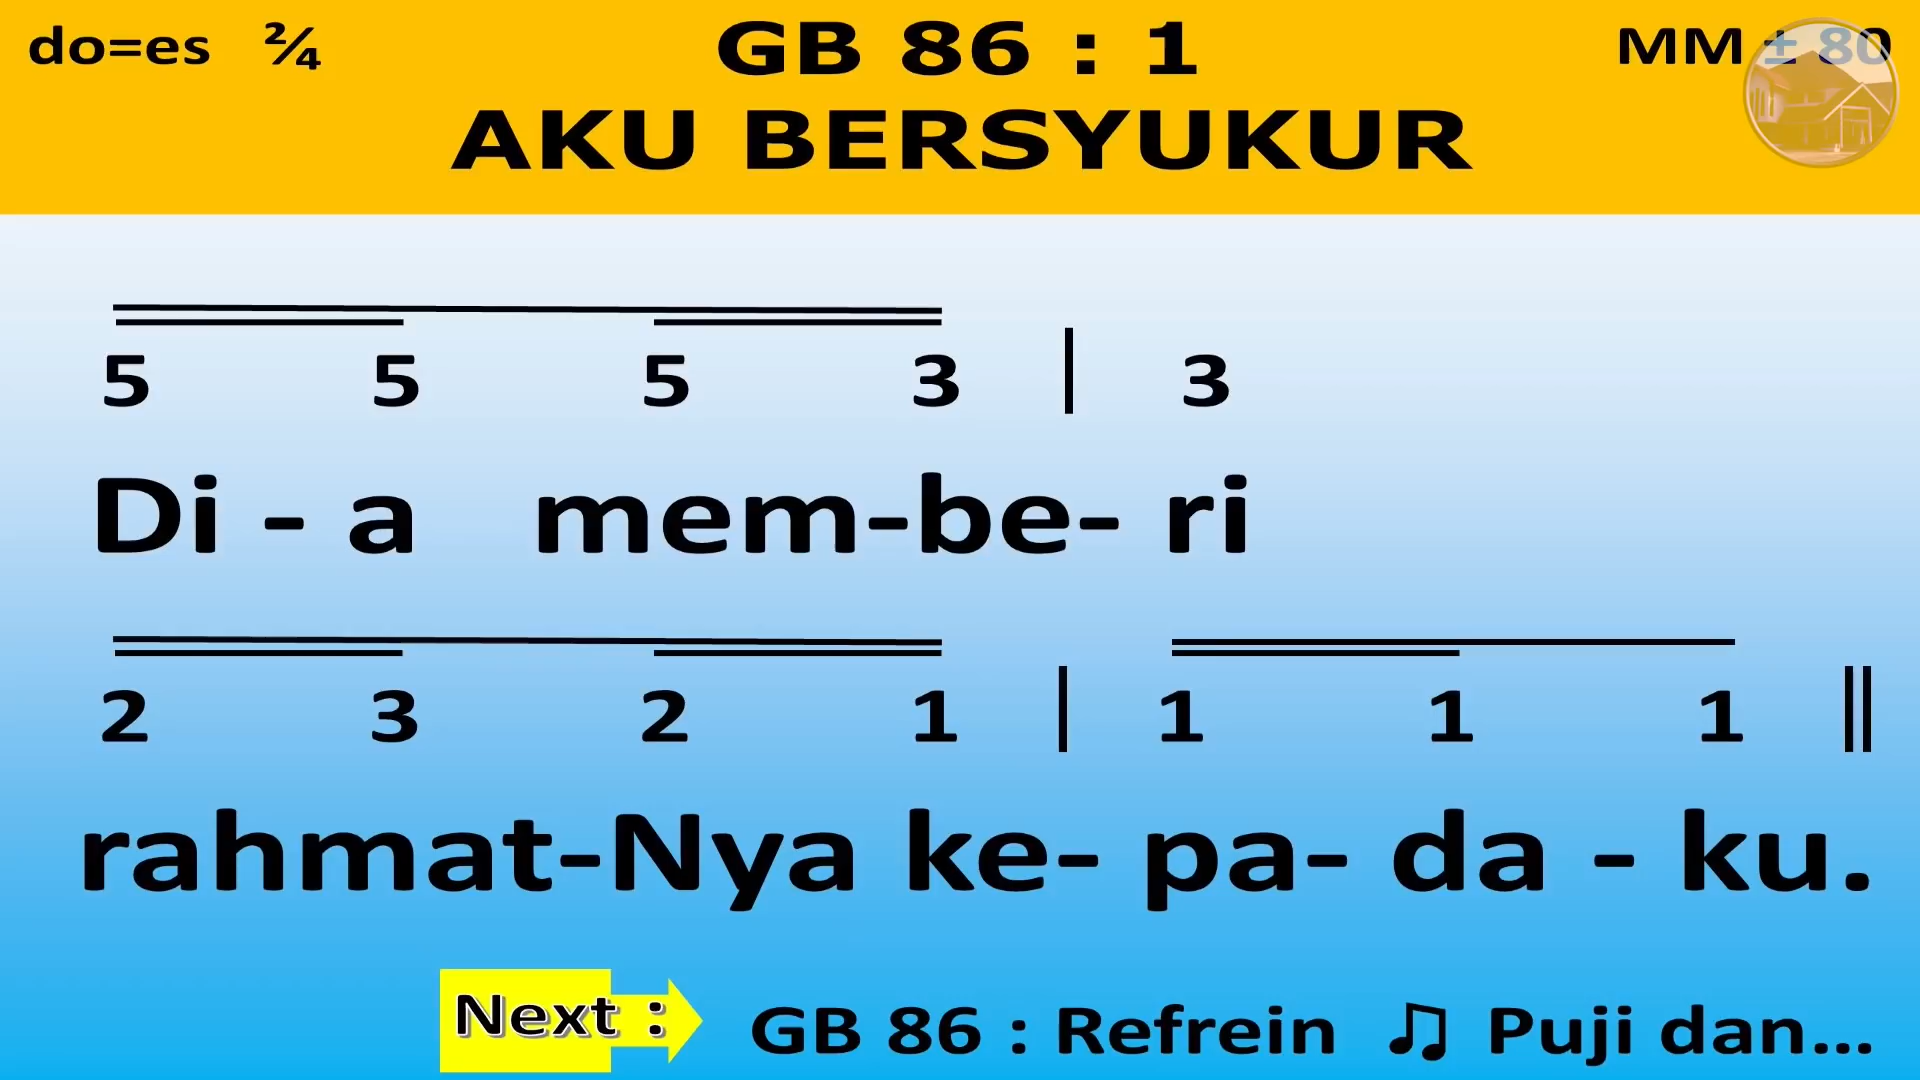 do=es 2/4 GB 86 : 1 MM ± 80
AKU BERSYUKUR
5 5 5 3 | 3
Di - a mem-be- ri
2 3 2 1 | 1 1 1 ||
rahmat-Nya ke- pa- da - ku.
Next : GB 86 : Refrein ♫ Puji dan...